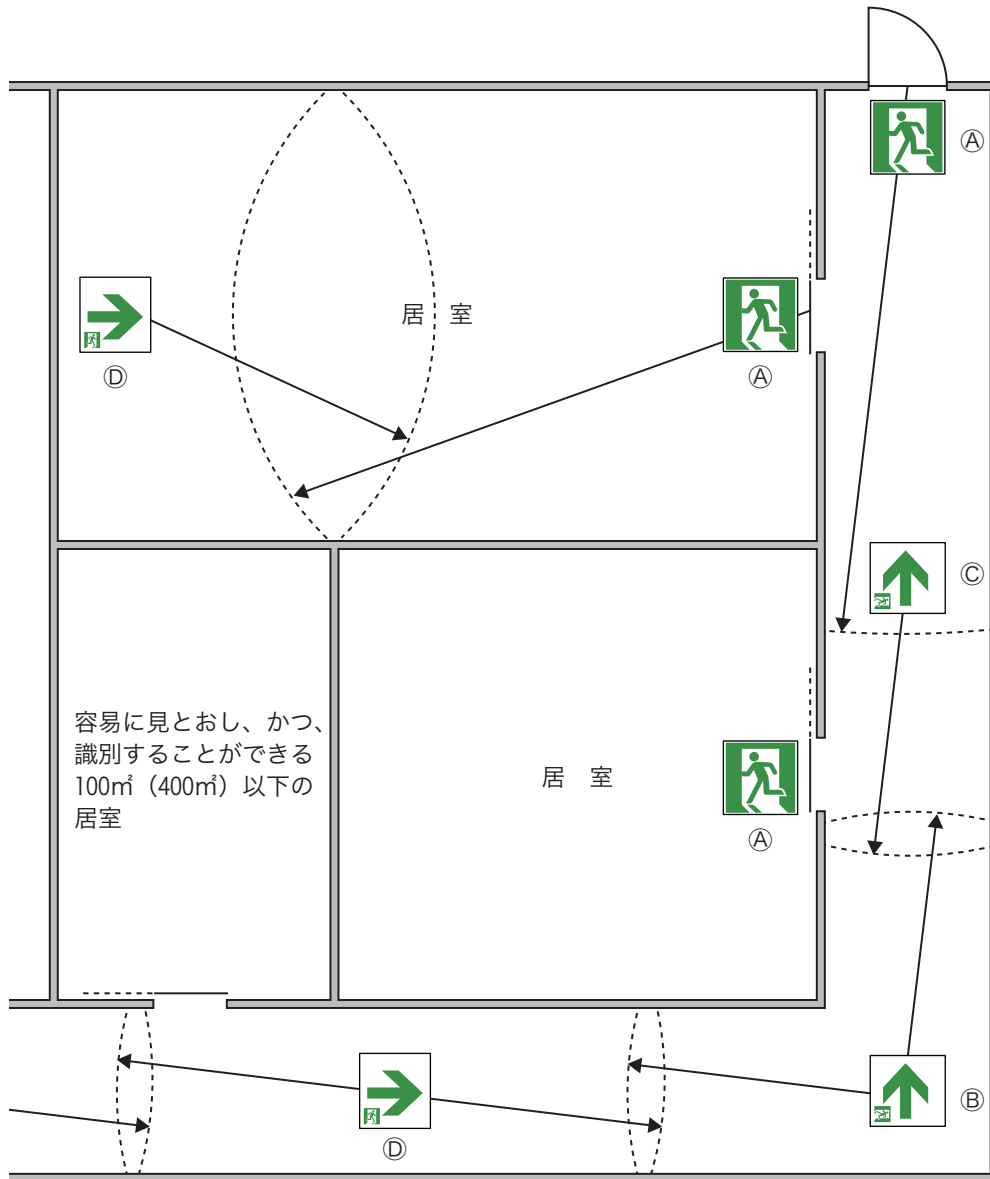 Ⓐ
居 室
Ⓓ
Ⓐ
Ⓒ
容易に見とおし、かつ、
識別することができる
100㎡（400㎡）以下の
居室
居 室
Ⓐ
Ⓓ
Ⓑ